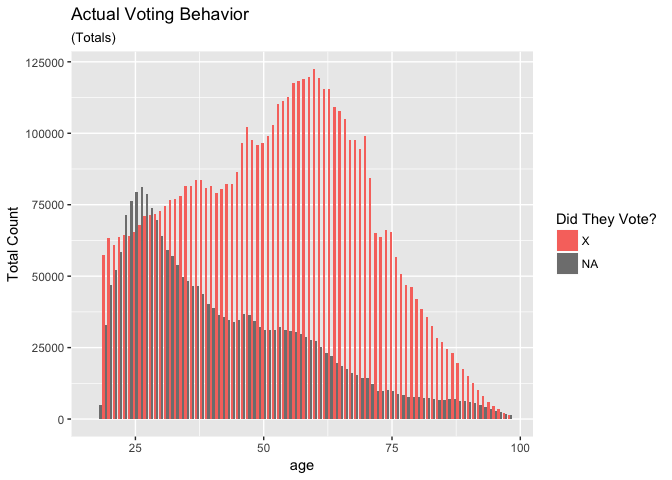 Actual Voting Behavior
(Totals)
125000
100000
75000
50000
25000
0
Total Count
25
50
75
100
age
Did They Vote?
X
NA